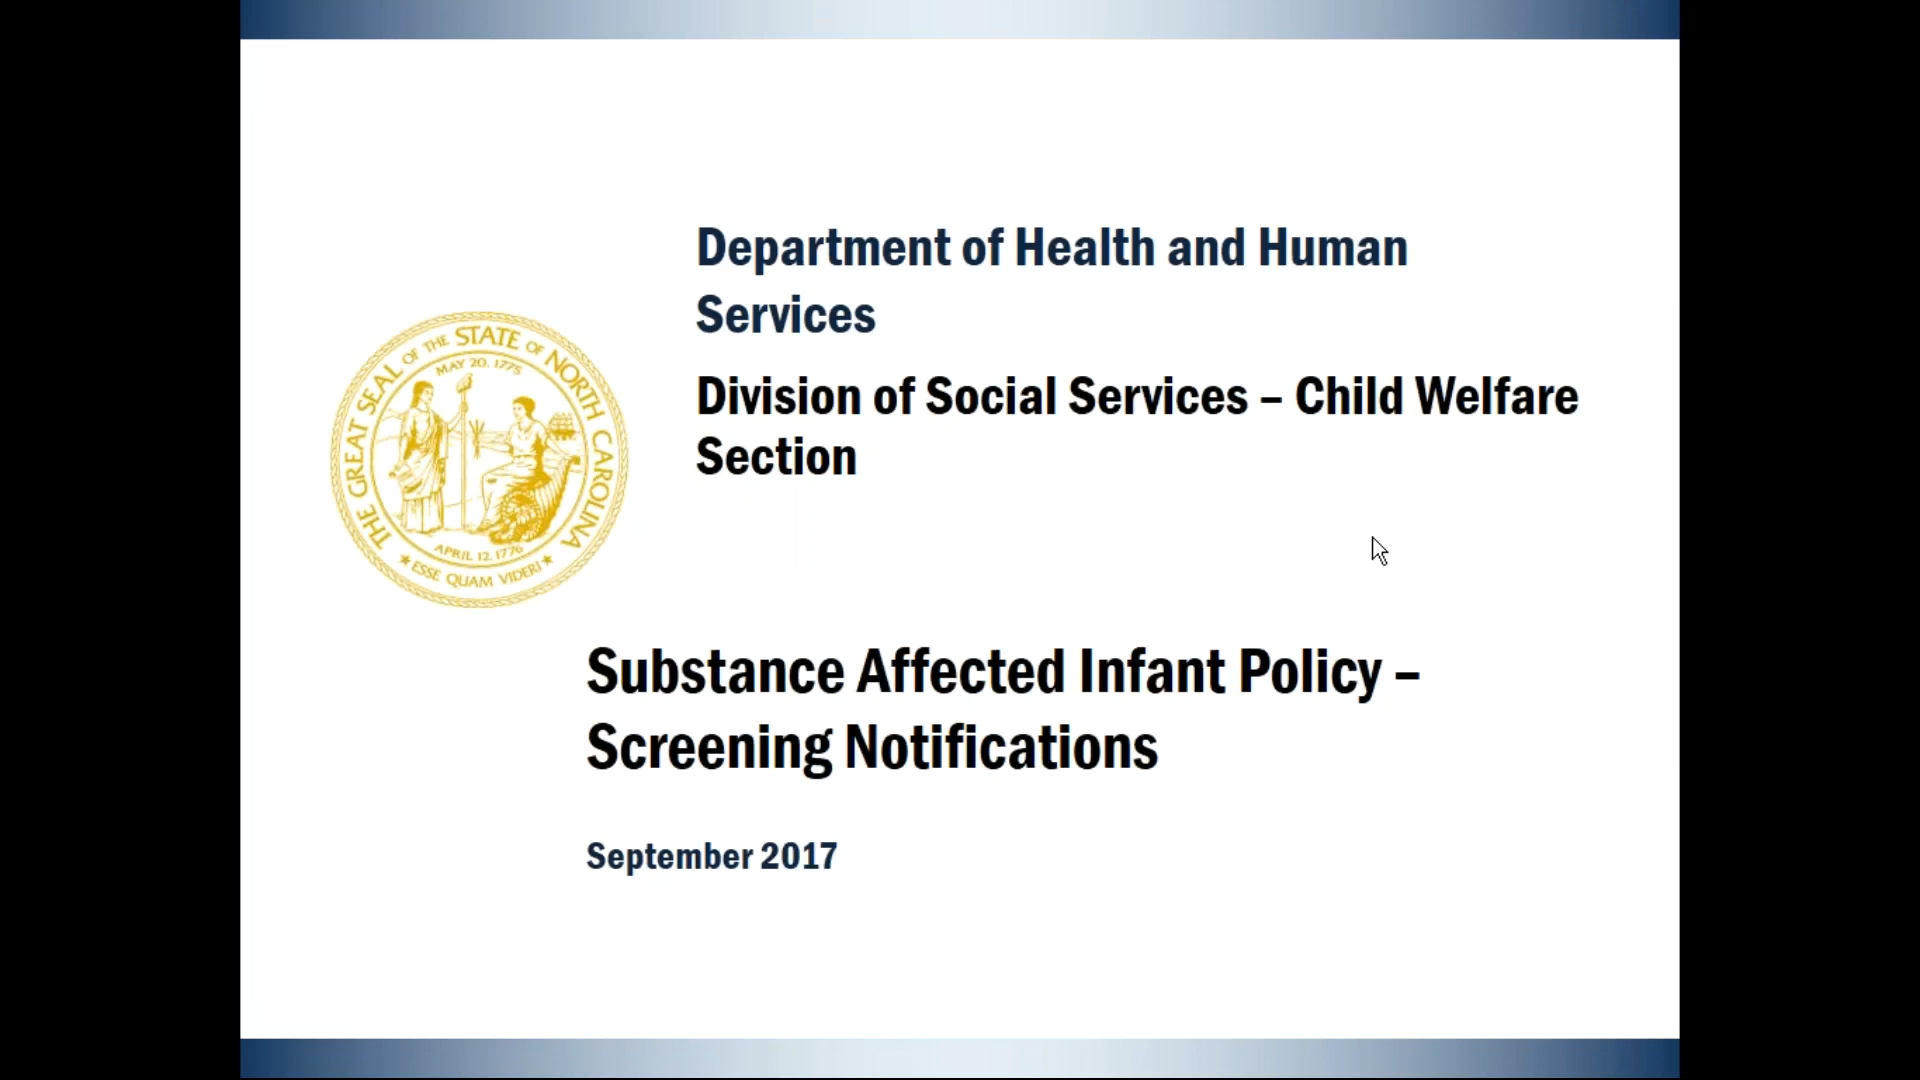 Department of Health and Human
Services
Division of Social Services – Child Welfare
Section
THE GREAT SEAL OF THE STATE OF NORTH CAROLINA
MAY 20, 1775
APRIL 12, 1776
★ ESSE QUAM VIDERI ★
Substance Affected Infant Policy –
Screening Notifications
September 2017